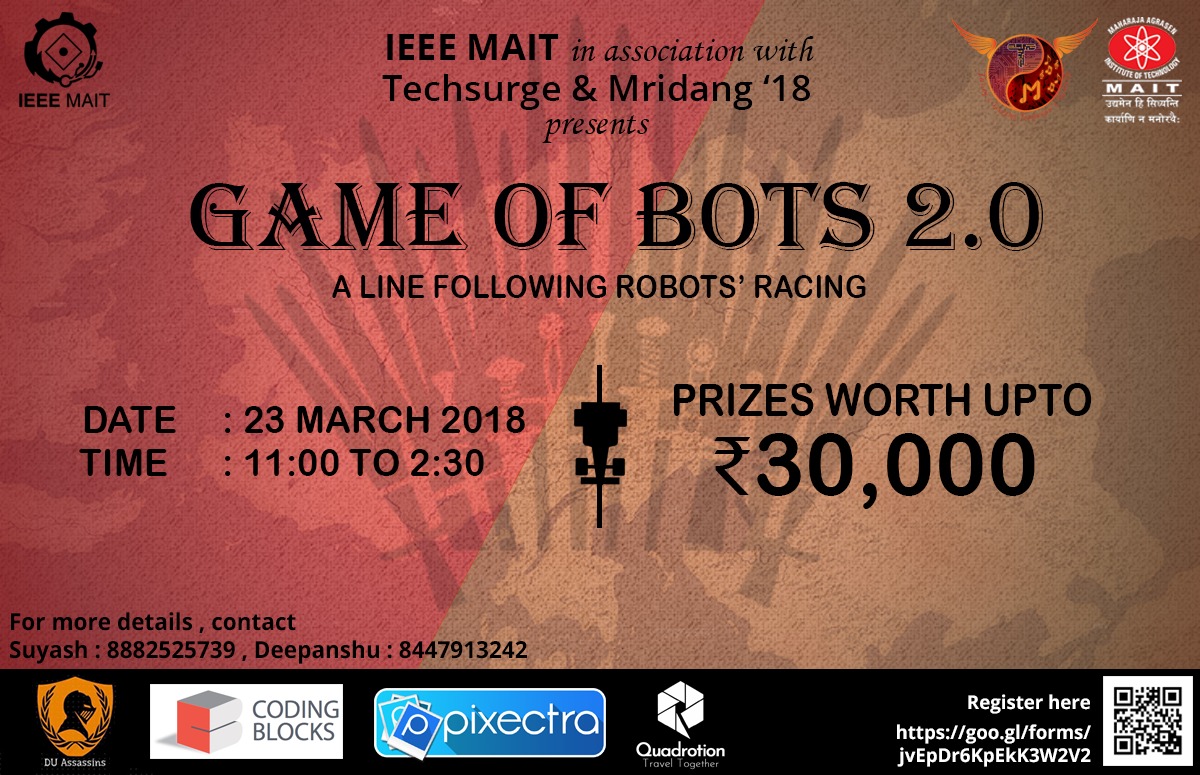 IEEE MAIT
IEEE MAIT in association with
Techsurge & Mridang ‘18
presents
MAHARAJA AGRASEN
INSTITUTE OF TECHNOLOGY
MAIT
उद्यमेन हि सिध्यन्ति
कार्याणि न मनोरथैः
GAME OF BOTS 2.0
A LINE FOLLOWING ROBOTS’ RACING
DATE : 23 MARCH 2018
TIME : 11:00 TO 2:30
PRIZES WORTH UPTO
₹30,000
For more details , contact
Suyash : 8882525739 , Deepanshu : 8447913242
DU Assassins
CODING
BLOCKS
pixectra
Quadrotion
Travel Together
Register here
https://goo.gl/forms/
jvEpDr6KpEkK3W2V2